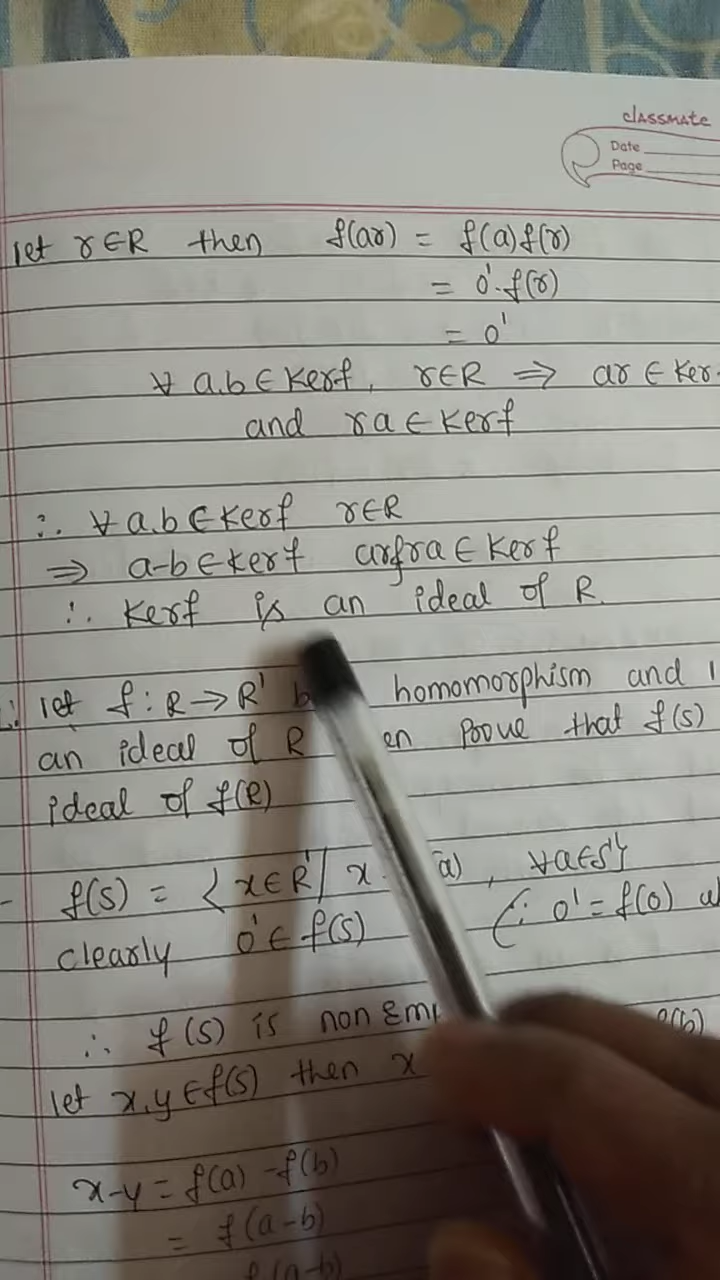 classmate
Date
Page
let r∈R then f(ar) = f(a)f(r)
= 0'.f(r)
= 0'
∀ a,b ∈ Kerf, r∈R ⇒ ar ∈ Ker
and ra ∈ Kerf
∴ ∀ a,b ∈ Kerf r∈R
⇒ a-b ∈ Kerf ar&ra ∈ Kerf
∴ Kerf is an ideal of R.
let f: R→R' homomorphism and
an ideal of R prove that f(s)
ideal of f(R)
f(s) = {x∈R'/ x (a), ∀a∈S}
clearly 0'∈ f(s) (∵ 0' = f(0)
∴ f(s) is non
let x,y ∈ f(s) then x f(b)
x-y = f(a) -f(b)
= f(a-b)
f(a-b)